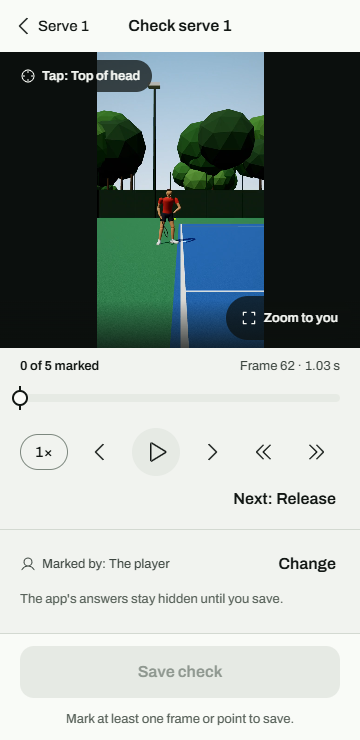 Serve 1
Check serve 1
Tap: Top of head
Zoom to you
0 of 5 marked
Frame 62 · 1.03 s
1×
Next: Release
Marked by: The player
Change
The app's answers stay hidden until you save.
Save check
Mark at least one frame or point to save.